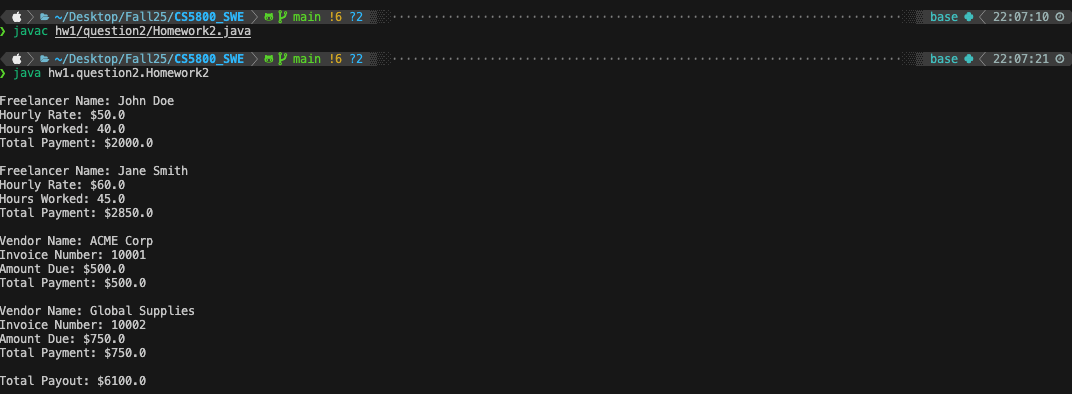 ~/Desktop/Fall25/CS5800_SWE main !6 ?2 base 22:07:10
❯ javac hw1/question2/Homework2.java
~/Desktop/Fall25/CS5800_SWE main !6 ?2 base 22:07:21
❯ java hw1.question2.Homework2
Freelancer Name: John Doe
Hourly Rate: $50.0
Hours Worked: 40.0
Total Payment: $2000.0
Freelancer Name: Jane Smith
Hourly Rate: $60.0
Hours Worked: 45.0
Total Payment: $2850.0
Vendor Name: ACME Corp
Invoice Number: 10001
Amount Due: $500.0
Total Payment: $500.0
Vendor Name: Global Supplies
Invoice Number: 10002
Amount Due: $750.0
Total Payment: $750.0
Total Payout: $6100.0